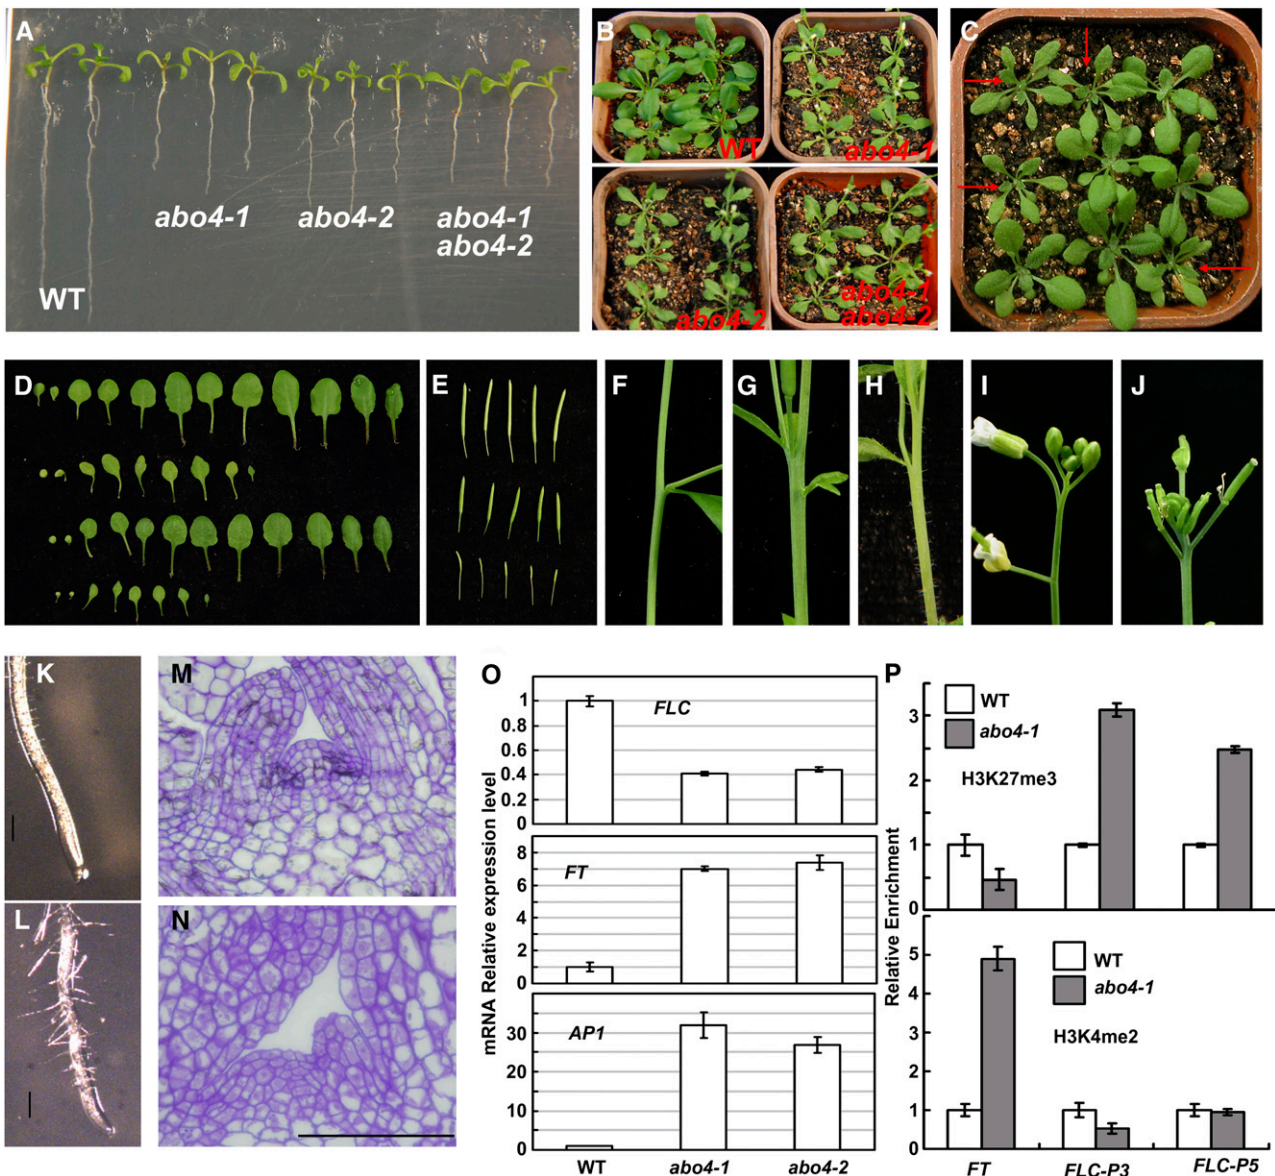 A
WT
abo4-1
abo4-2
abo4-1
abo4-2
B
WT
abo4-1
abo4-2
abo4-1
abo4-2
C
D
E
F
G
H
I
J
K
L
M
N
O
mRNA Relative expression level
1
0.8
0.6
0.4
0.2
0
FLC
8
6
4
2
0
FT
30
20
10
0
AP1
WT
abo4-1
abo4-2
P
Relative Enrichment
WT
abo4-1
H3K27me3
3
2
1
0
WT
abo4-1
H3K4me2
5
4
3
2
1
0
FT
FLC-P3
FLC-P5